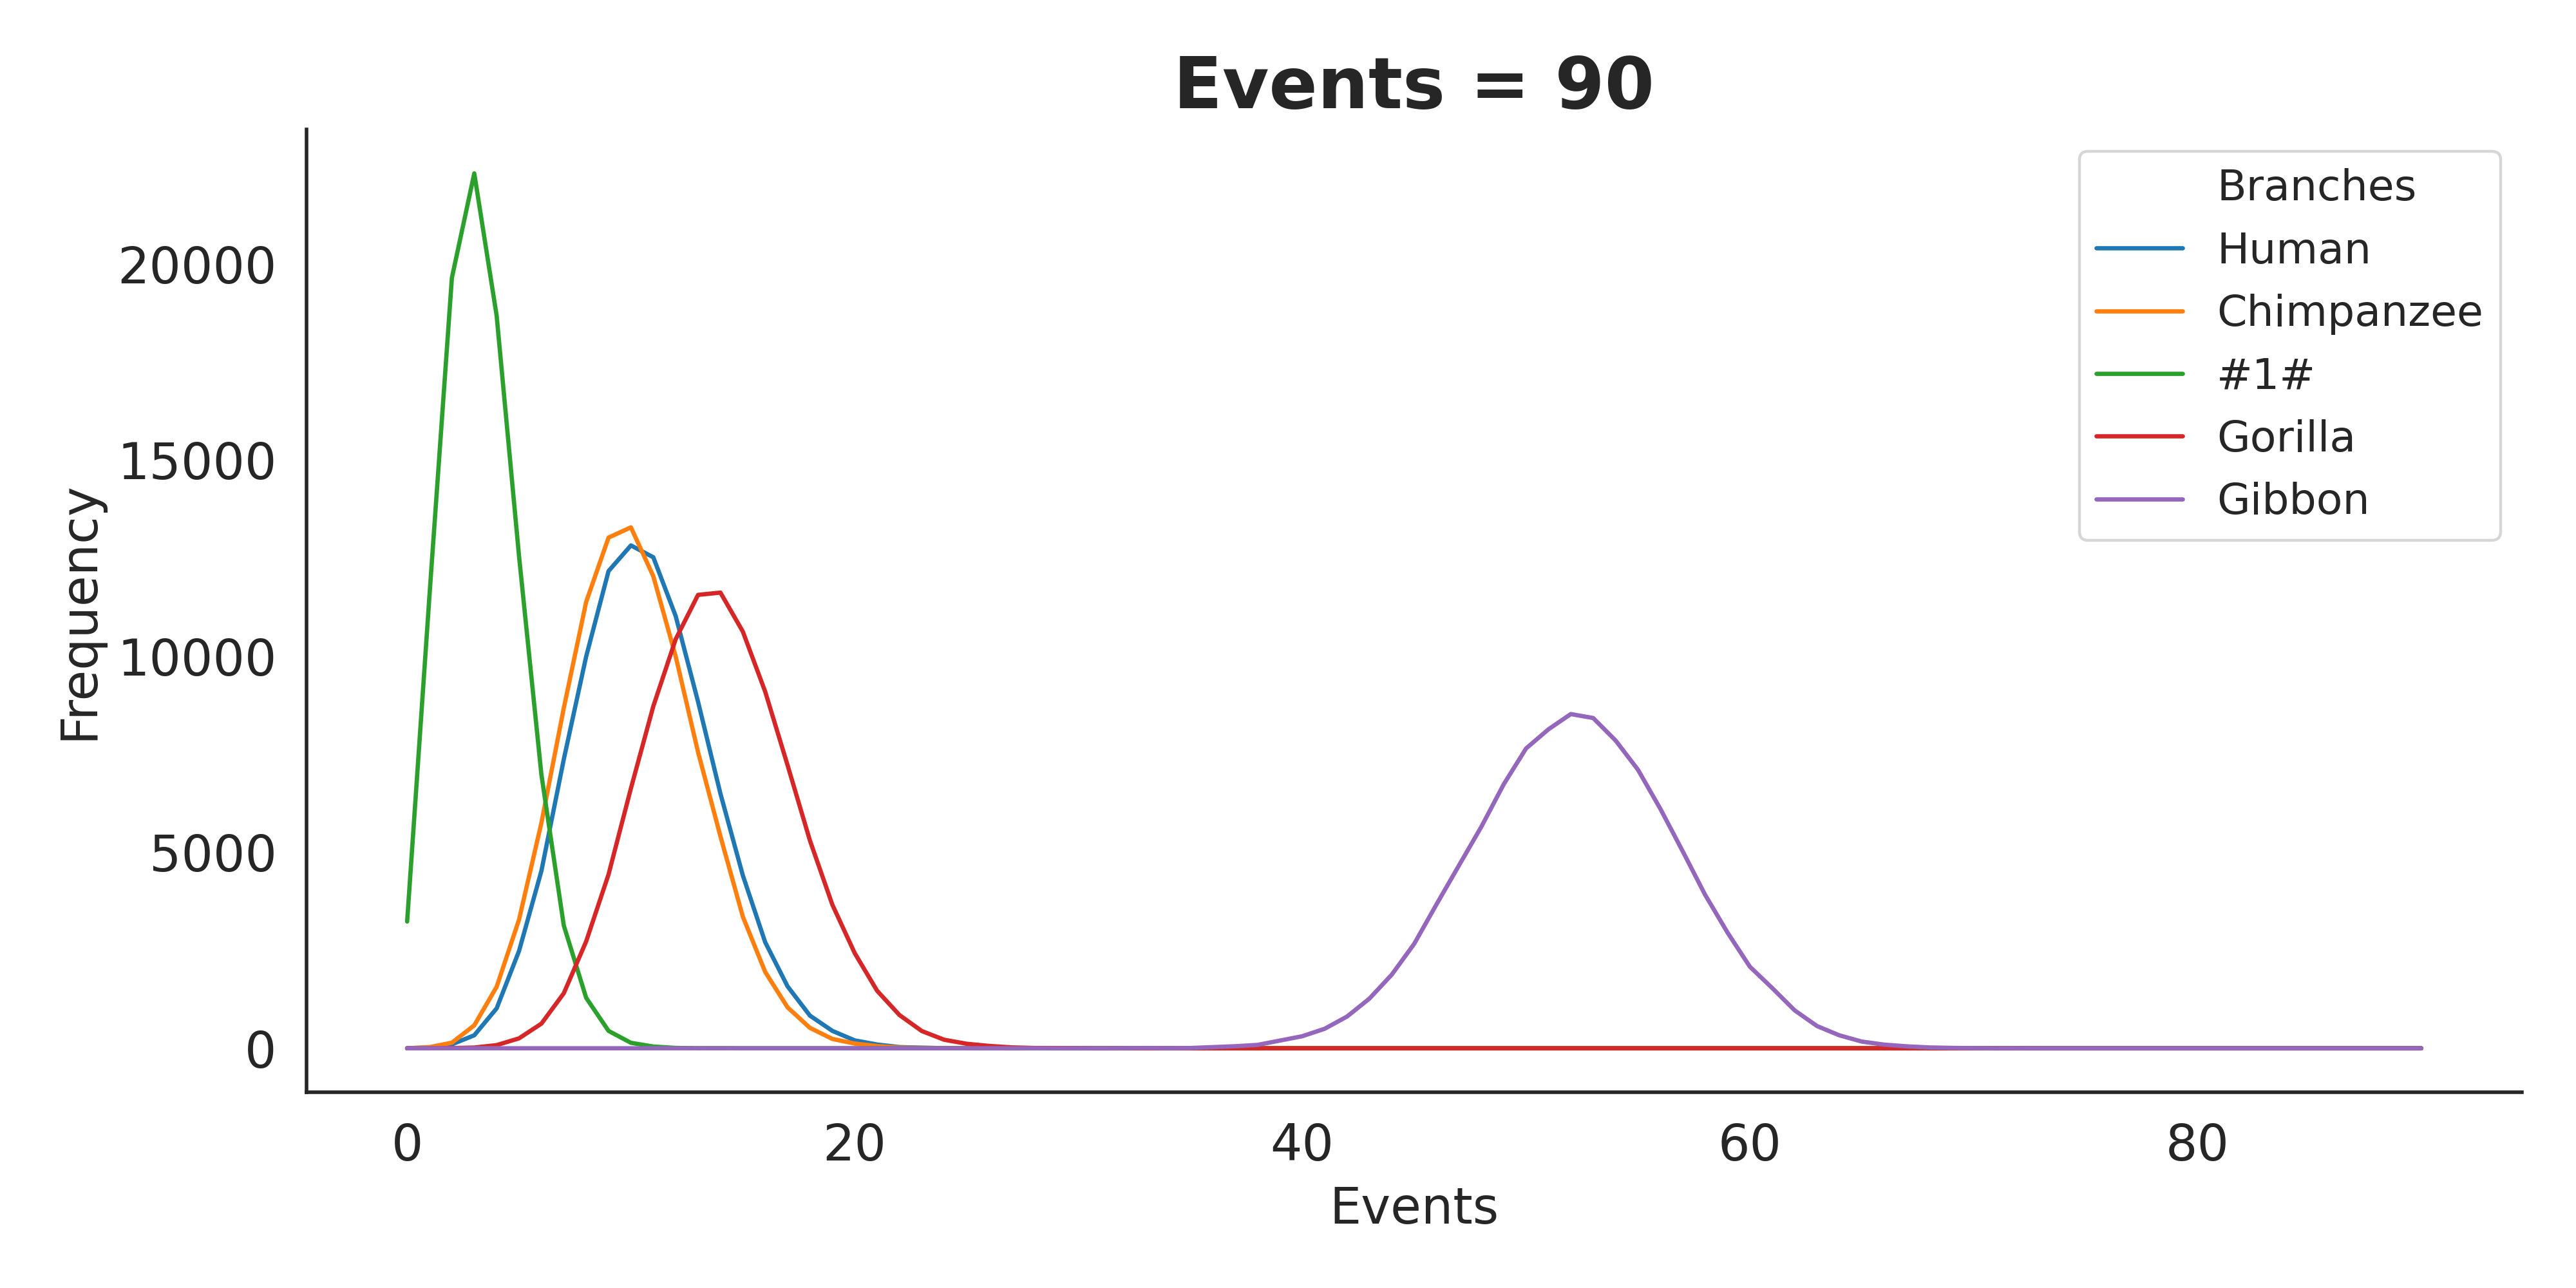 Events = 90
Branches
Human
Chimpanzee
#1#
Gorilla
Gibbon
Frequency
20000
15000
10000
5000
0
0 20 40 60 80
Events